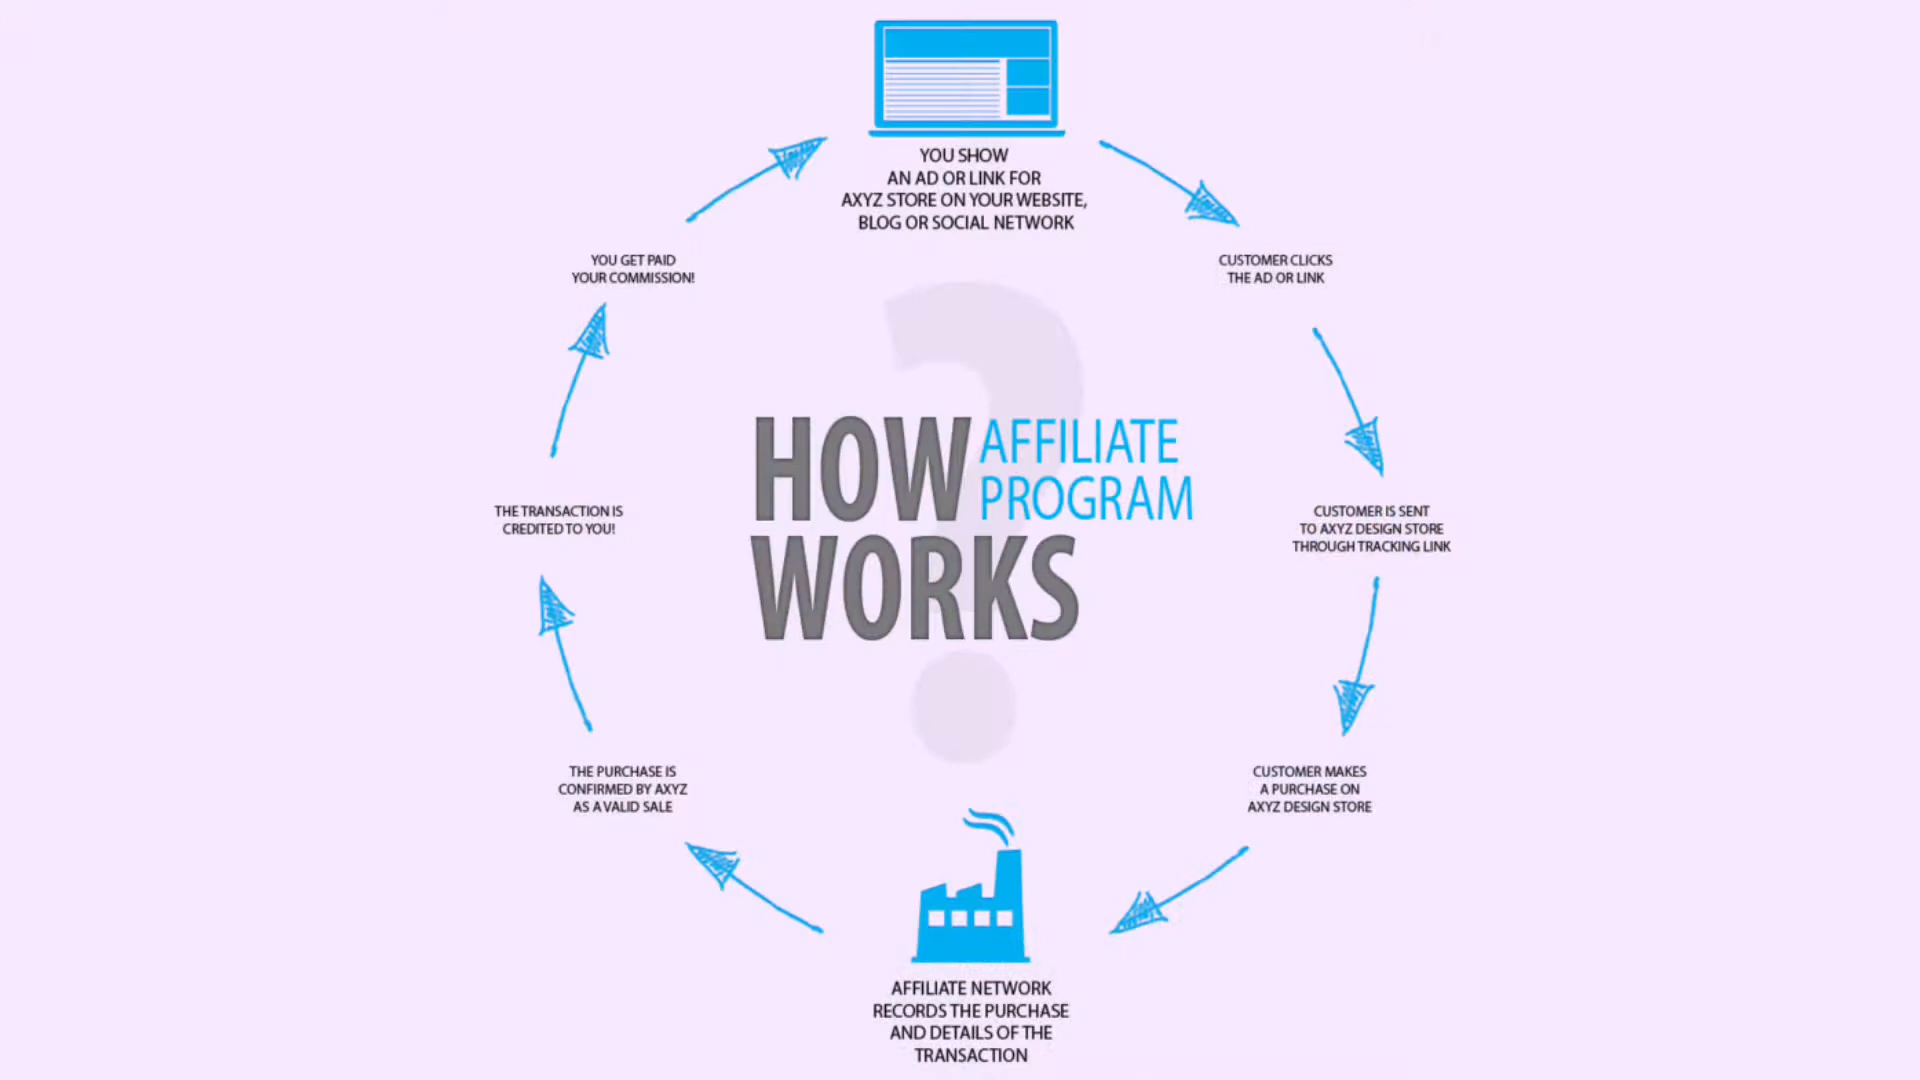 YOU SHOW
AN AD OR LINK FOR
AXYZ STORE ON YOUR WEBSITE,
BLOG OR SOCIAL NETWORK
CUSTOMER CLICKS
THE AD OR LINK
CUSTOMER IS SENT
TO AXYZ DESIGN STORE
THROUGH TRACKING LINK
CUSTOMER MAKES
A PURCHASE ON
AXYZ DESIGN STORE
AFFILIATE NETWORK
RECORDS THE PURCHASE
AND DETAILS OF THE
TRANSACTION
THE PURCHASE IS
CONFIRMED BY AXYZ
AS A VALID SALE
THE TRANSACTION IS
CREDITED TO YOU!
YOU GET PAID
YOUR COMMISSION!
HOW AFFILIATE
PROGRAM
WORKS
?